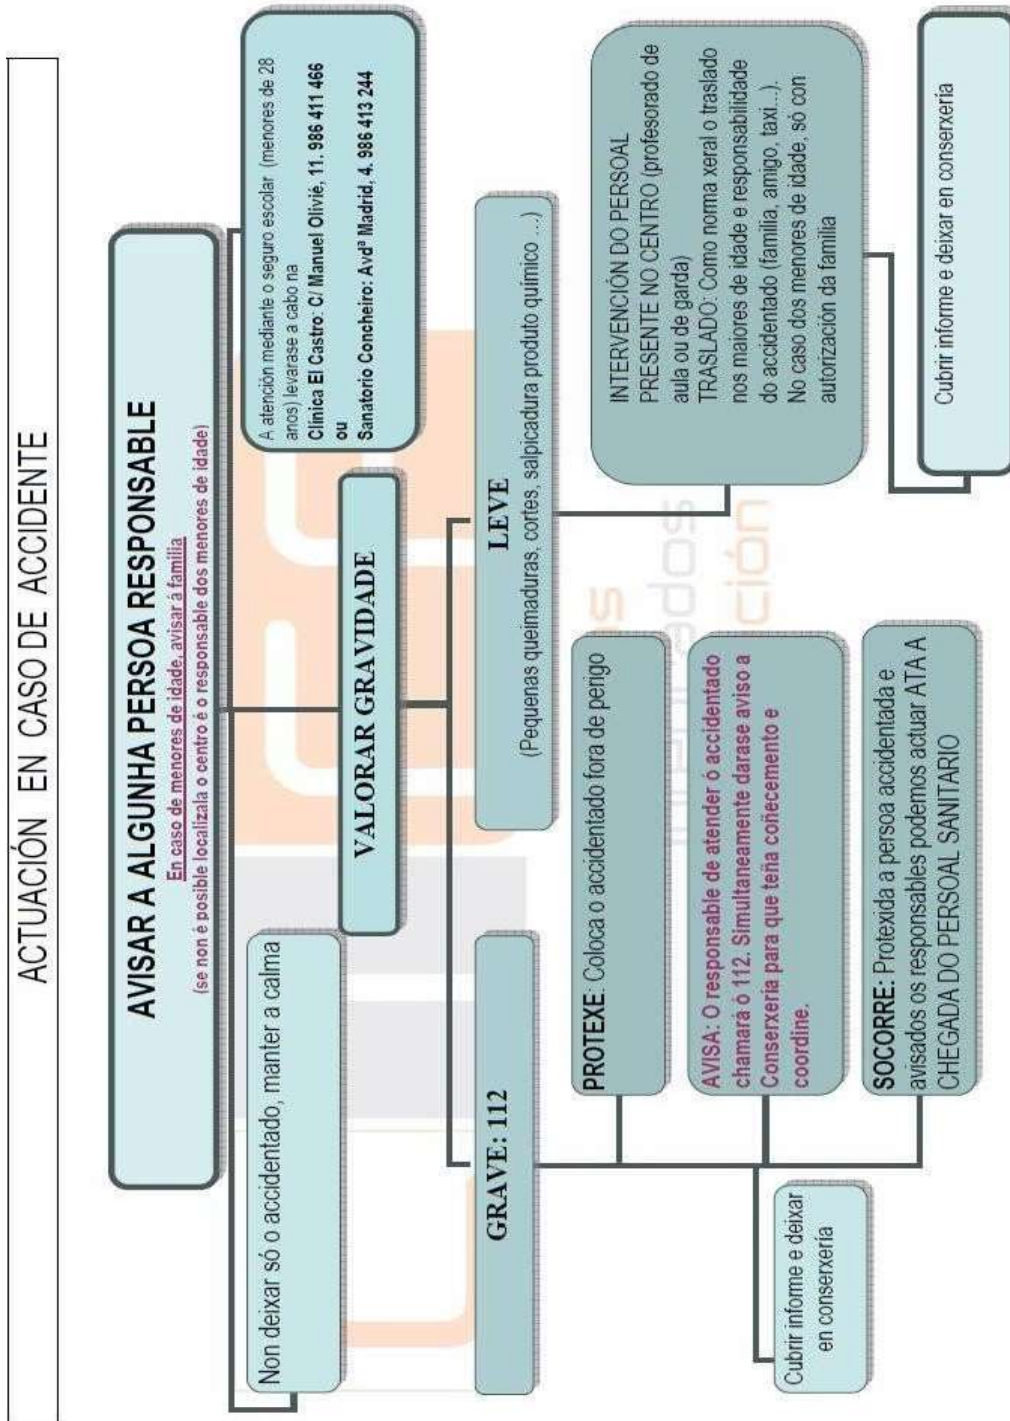 ACTUACIÓN EN CASO DE ACCIDENTE
AVISAR A ALGUNHA PERSOA RESPONSABLE
En caso de menores de idade, avisar á familia
(se non é posible localizala o centro é o responsable dos menores de idade)
Non deixar só o accidentado, manter a calma
VALORAR GRAVIDADE
A atención mediante o seguro escolar (menores de 28
anos) levarase a cabo na
Clínica El Castro: C/ Manuel Olivié, 11. 986 411 466
ou
Sanatorio Concheiro: Avdª Madrid, 4. 986 413 244
GRAVE: 112
PROTEXE: Coloca o accidentado fora de perigo
AVISA: O responsable de atender ó accidentado
chamará ó 112. Simultaneamente darase aviso a
Conserxería para que teña coñecemento e
coordine.
SOCORRE: Protexida a persoa accidentada e
avisados os responsables podemos actuar ATA A
CHEGADA DO PERSOAL SANITARIO
Cubrir informe e deixar
en conserxería
LEVE
(Pequenas queimaduras, cortes, salpicadura produto químico ...)
INTERVENCIÓN DO PERSOAL
PRESENTE NO CENTRO (profesorado de
aula ou de garda)
TRASLADO: Como norma xeral o traslado
nos maiores de idade e responsabilidade
do accidentado (familia, amigo, taxi...).
No caso dos menores de idade, só con
autorización da familia
Cubrir informe e deixar en conserxeria